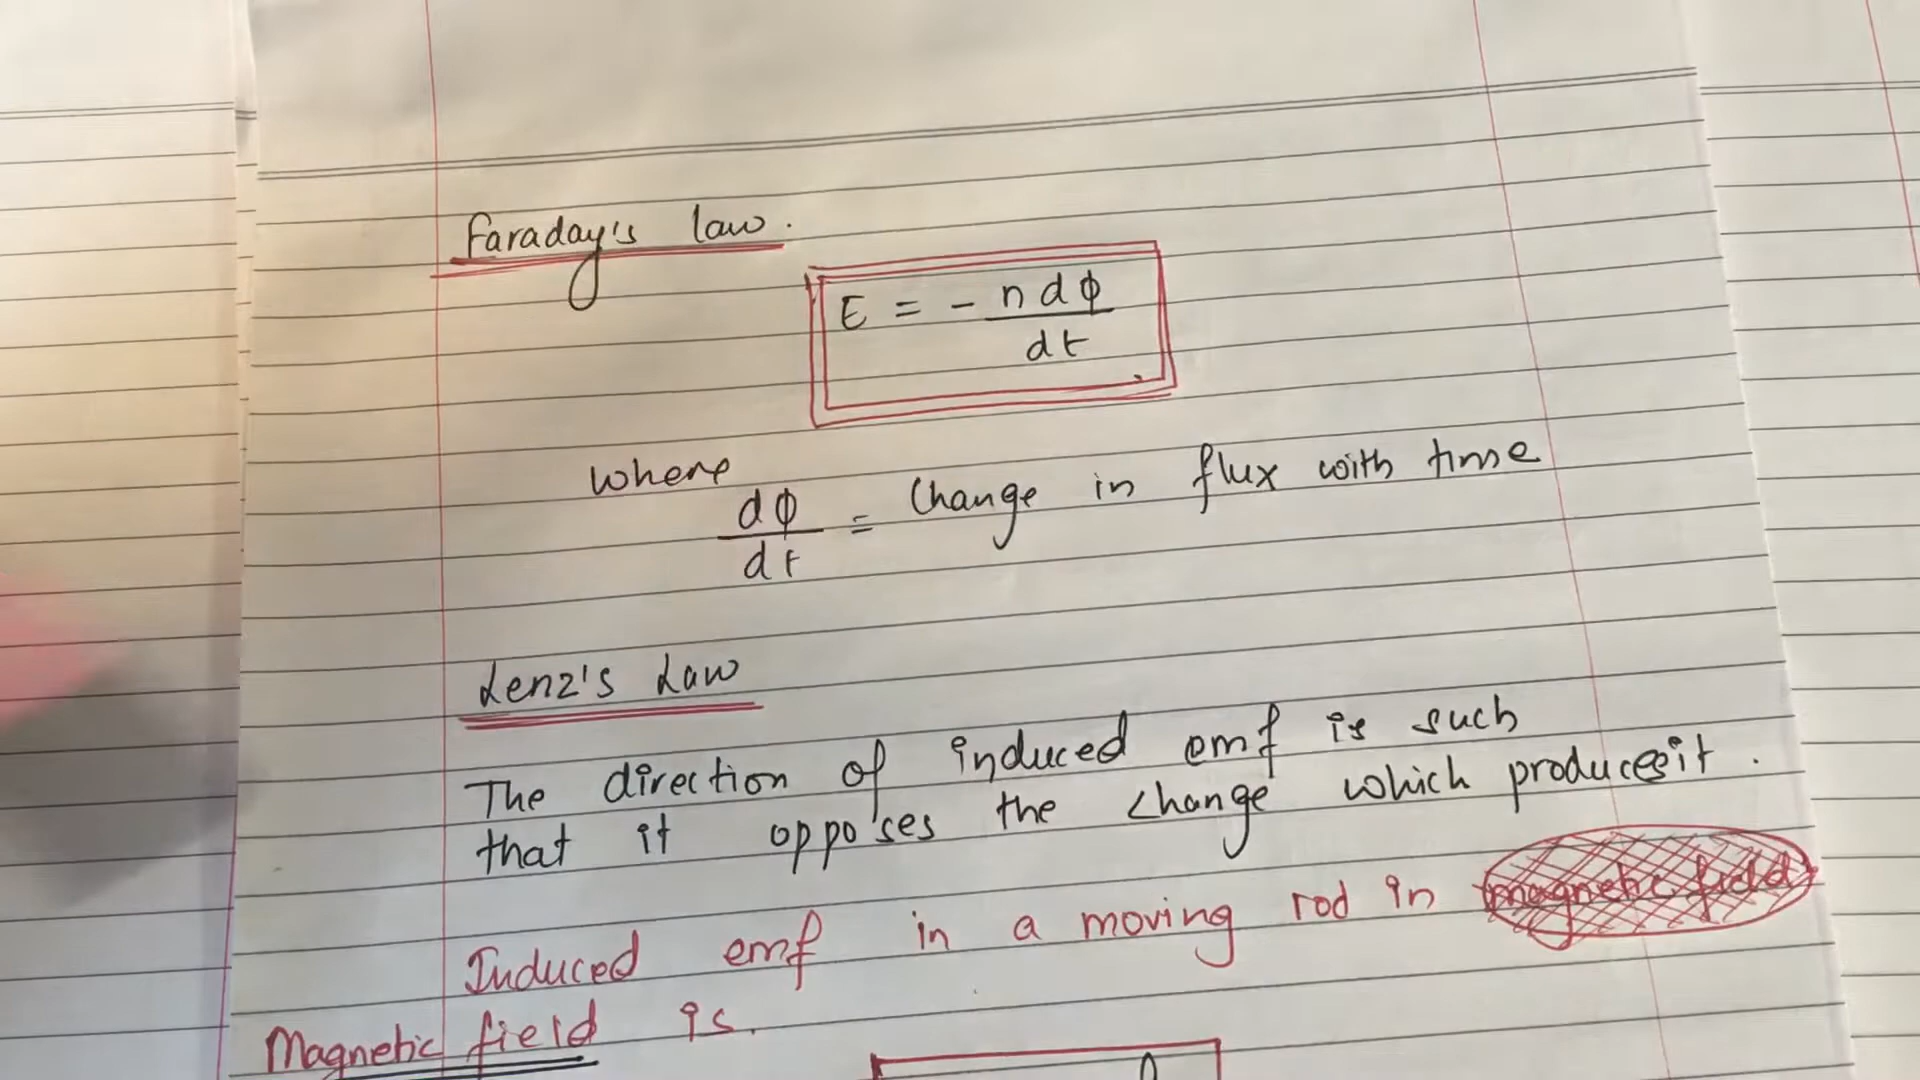 Faraday's law.
E = - n dϕ
dt
where
dϕ = Change in flux with time
dt
Lenz's Law
The direction of induced emf is such
that it opposes the change which produces it.
Induced emf in a moving rod in magnetic field
Magnetic field is.